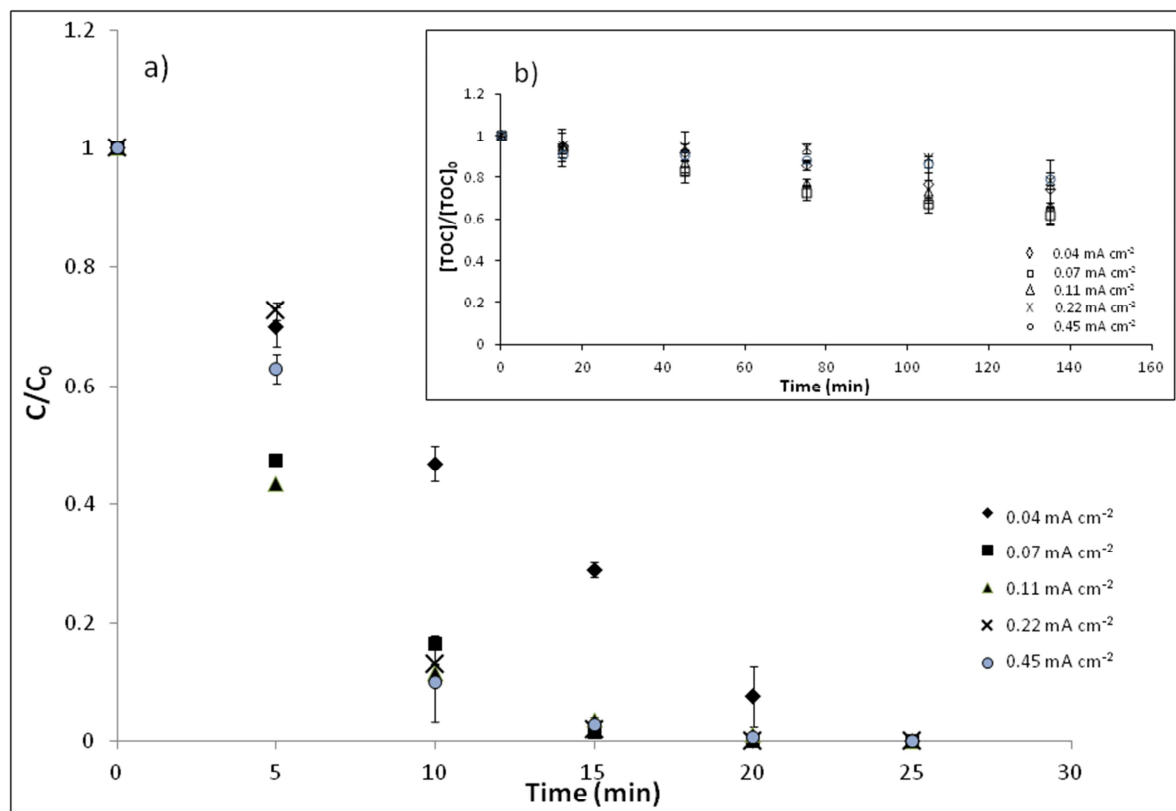 a)
1.2
1
0.8
0.6
0.4
0.2
0
C/C₀
0 5 10 15 20 25 30
Time (min)
0.04 mA cm⁻²
0.07 mA cm⁻²
0.11 mA cm⁻²
0.22 mA cm⁻²
0.45 mA cm⁻²
b)
1.2
1
0.8
0.6
0.4
0.2
0
[TOC]/[TOC]₀
0 20 40 60 80 100 120 140 160
Time (min)
0.04 mA cm⁻²
0.07 mA cm⁻²
0.11 mA cm⁻²
0.22 mA cm⁻²
0.45 mA cm⁻²